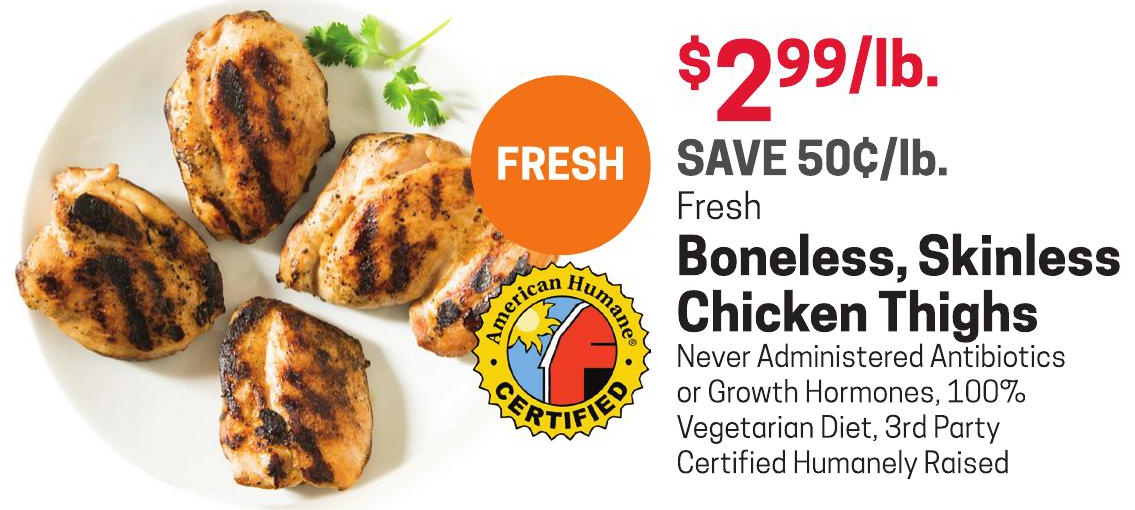 FRESH
American Humane®
CERTIFIED
$2 99/lb.
SAVE 50¢/lb.
Fresh
Boneless, Skinless
Chicken Thighs
Never Administered Antibiotics
or Growth Hormones, 100%
Vegetarian Diet, 3rd Party
Certified Humanely Raised